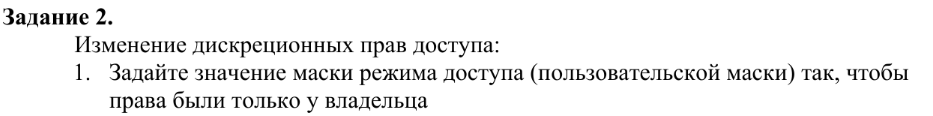 Задание 2.
Изменение дискреционных прав доступа:
1. Задайте значение маски режима доступа (пользовательской маски) так, чтобы
права были только у владельца